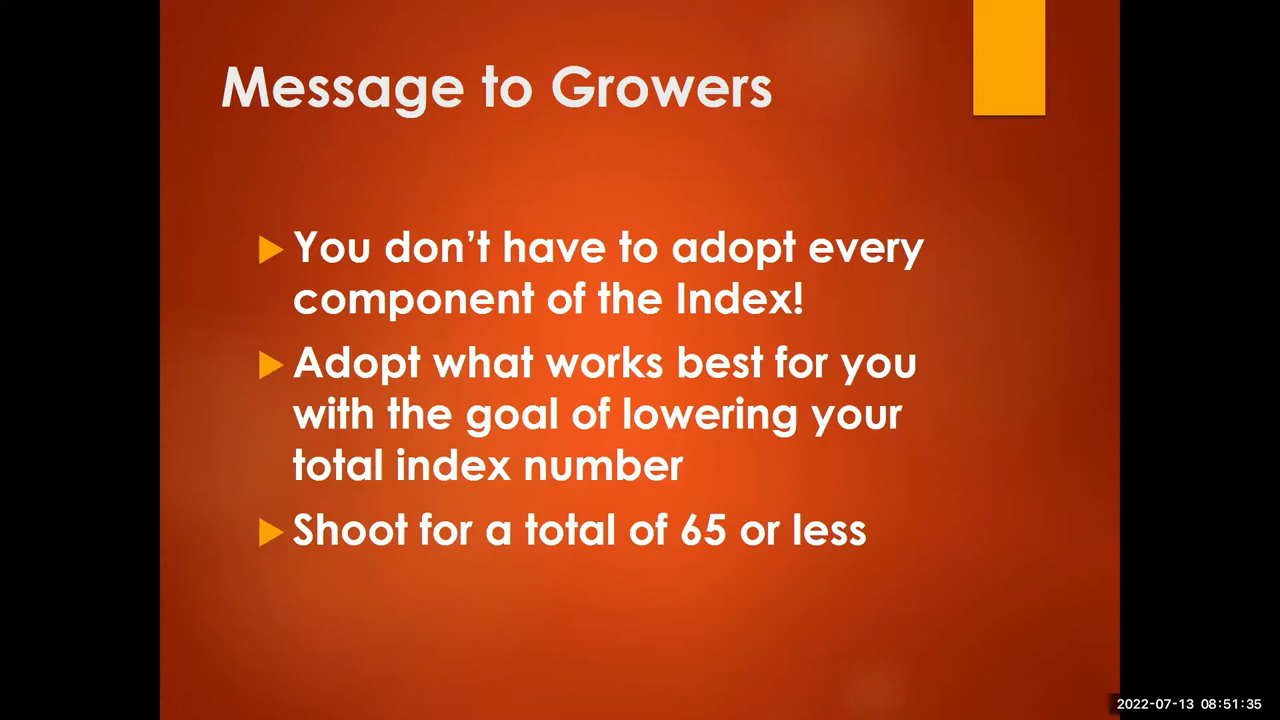 Message to Growers
You don't have to adopt every
component of the Index!
Adopt what works best for you
with the goal of lowering your
total index number
Shoot for a total of 65 or less
2022-07-13 08:51:35